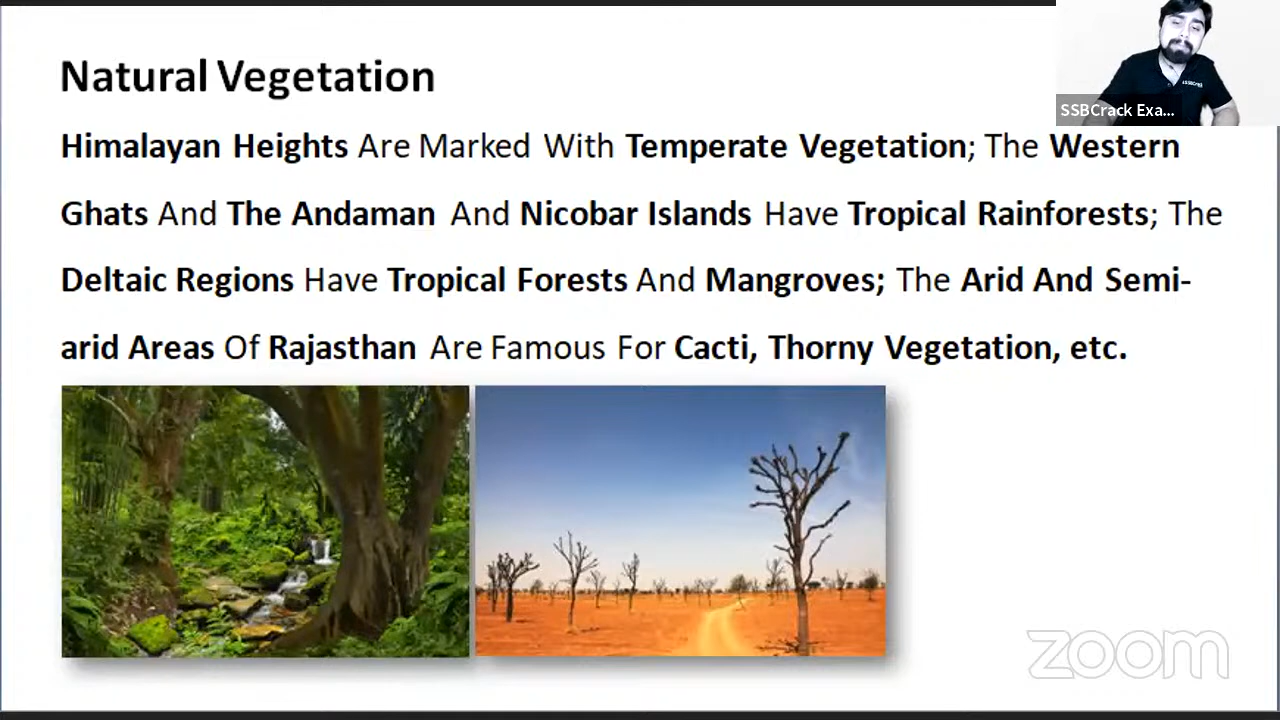 SSBCrack Exa...
Natural Vegetation
Himalayan Heights Are Marked With Temperate Vegetation; The Western
Ghats And The Andaman And Nicobar Islands Have Tropical Rainforests; The
Deltaic Regions Have Tropical Forests And Mangroves; The Arid And Semi-
arid Areas Of Rajasthan Are Famous For Cacti, Thorny Vegetation, etc.
zoom